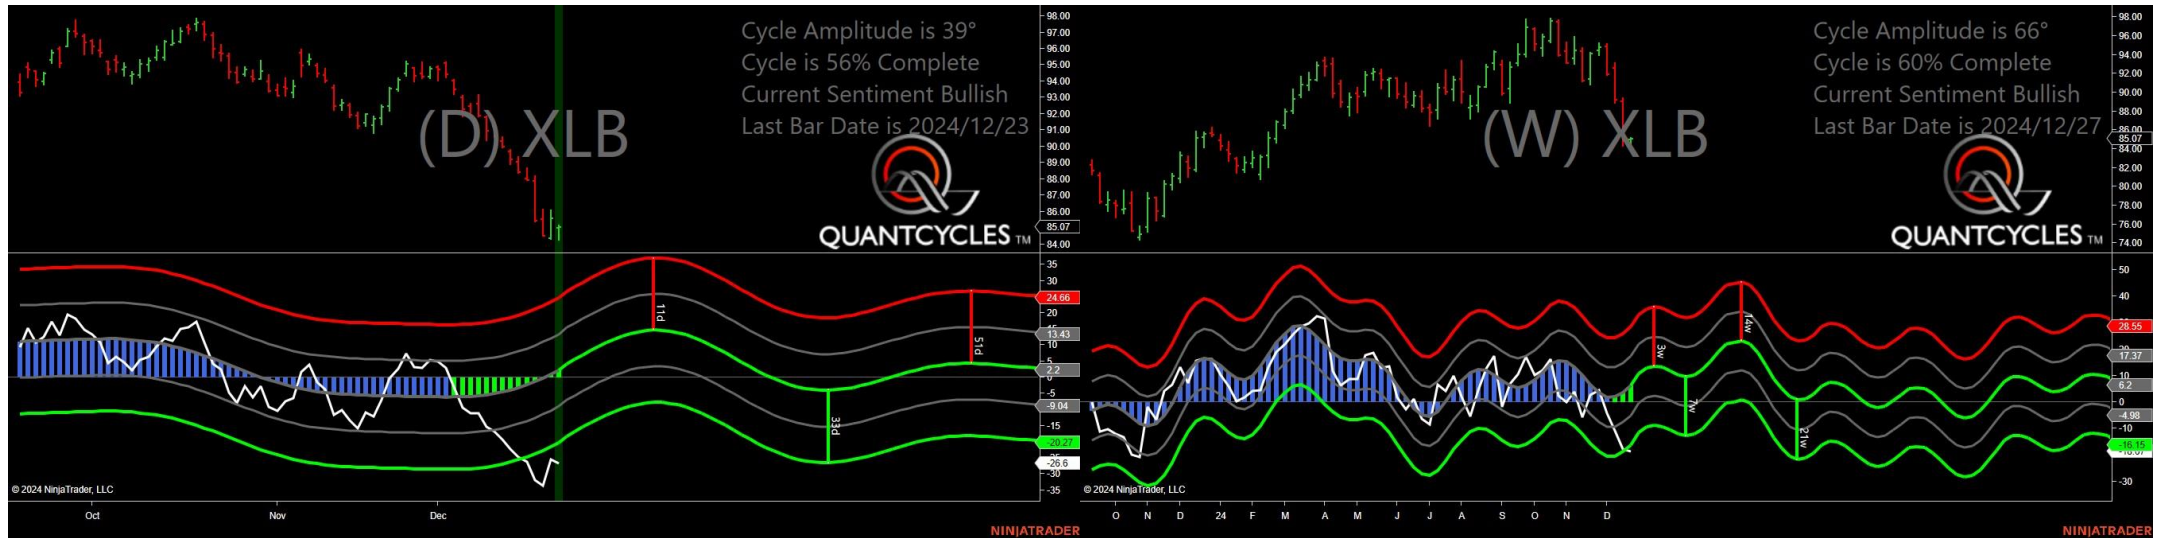 Cycle Amplitude is 39°
Cycle is 56% Complete
Current Sentiment Bullish
Last Bar Date is 2024/12/23
(D) XLB
QUANTCYCLES TM
98.00
97.00
96.00
95.00
94.00
93.00
92.00
91.00
90.00
89.00
88.00
87.00
86.00
85.07
84.00
35
30
24.66
20
13.43
10
5
2.2
-5
-9.04
-15
-20.27
-26.6
-30
-35
11d
33d
51d
© 2024 NinjaTrader, LLC
Oct
Nov
Dec
NINJATRADER
Cycle Amplitude is 66°
Cycle is 60% Complete
Current Sentiment Bullish
Last Bar Date is 2024/12/27
(W) XLB
QUANTCYCLES TM
98.00
96.00
94.00
92.00
90.00
88.00
86.00
85.07
84.00
82.00
80.00
78.00
76.00
74.00
50
40
28.55
17.37
10
6.2
0
-4.98
-10
-16.15
-30
3w
7w
14w
21w
© 2024 NinjaTrader, LLC
O
N
D
24
F
M
A
M
J
J
A
S
O
N
D
NINJATRADER